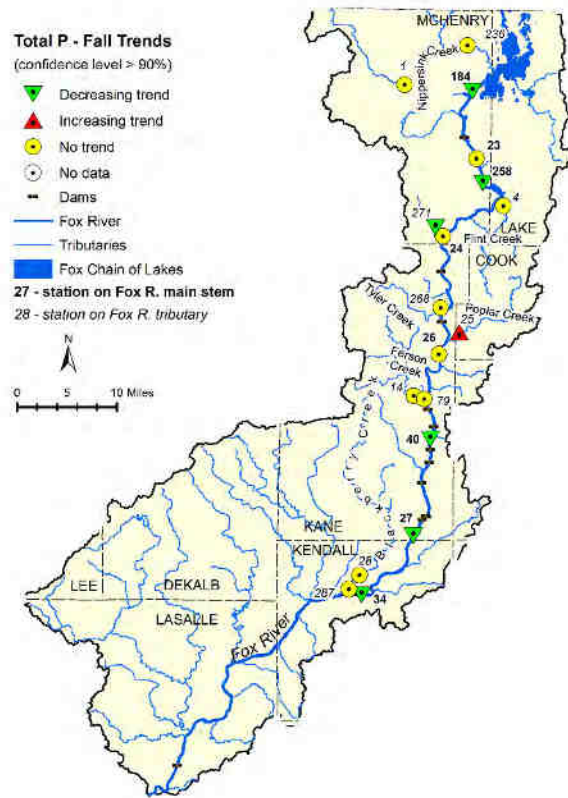 Total P - Fall Trends
(confidence level > 90%)
Decreasing trend
Increasing trend
No trend
No data
Dams
Fox River
Tributaries
Fox Chain of Lakes
27 - station on Fox R. main stem
28 - station on Fox R. tributary
N
0 5 10 Miles
MCHENRY
236
1
Nippersink Creek
184
23
258
4
271
LAKE
24
Flint Creek
COOK
268
Tyler Creek
Poplar Creek
25
26
Ferson Creek
14
79
40
Blackberry Creek
27
KANE
KENDALL
28
287
34
LEE
DEKALB
LASALLE
Fox River